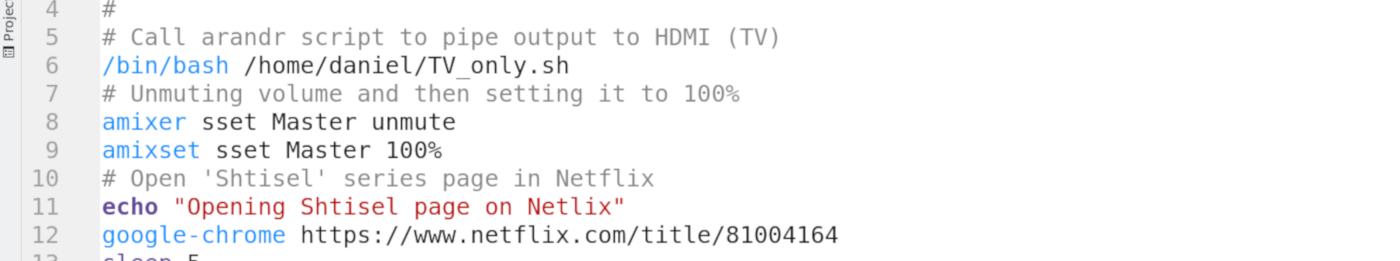 Projec
4 #
5 # Call arandr script to pipe output to HDMI (TV)
6 /bin/bash /home/daniel/TV_only.sh
7 # Unmuting volume and then setting it to 100%
8 amixer sset Master unmute
9 amixset sset Master 100%
10 # Open 'Shtisel' series page in Netflix
11 echo "Opening Shtisel page on Netlix"
12 google-chrome https://www.netflix.com/title/81004164
13 sleep 5